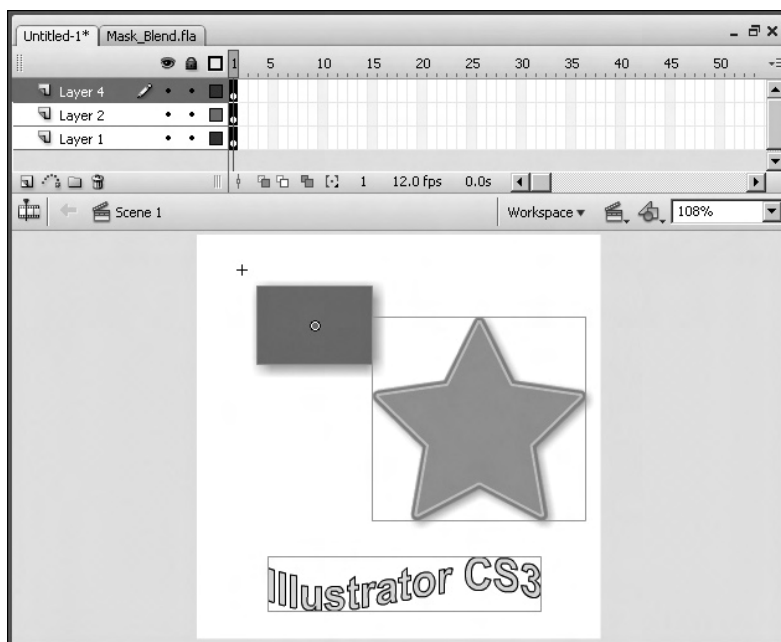 Untitled-1* Mask_Blend.fla
1 5 10 15 20 25 30 35 40 45 50
Layer 4
Layer 2
Layer 1
1 12.0 fps 0.0s
Scene 1 Workspace 108%
Illustrator CS3